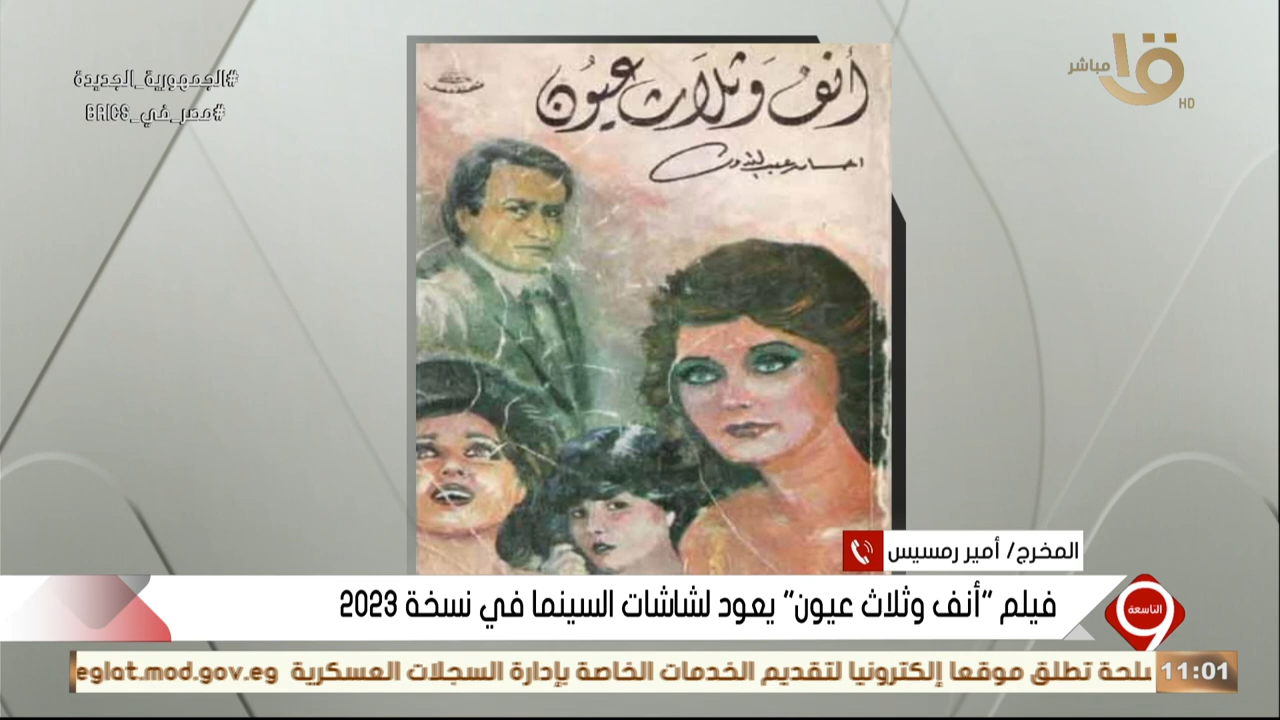 #الجمهورية_الجديدة
#مصر_في_BRICS
مباشر
HD
أنف وثلاث عيون
احسان عبد القدوس
المخرج/ أمير رمسيس
فيلم "أنف وثلاث عيون" يعود لشاشات السينما في نسخة 2023
التاسعة
9
11:01
سلحة تطلق موقعا إلكترونيا لتقديم الخدمات الخاصة بإدارة السجلات العسكرية eglat.mod.gov.eg